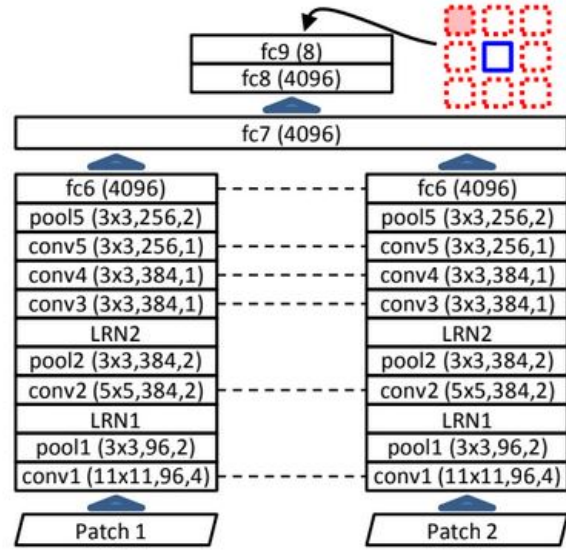 fc9 (8)
fc8 (4096)
fc7 (4096)
fc6 (4096)
pool5 (3x3,256,2)
conv5 (3x3,256,1)
conv4 (3x3,384,1)
conv3 (3x3,384,1)
LRN2
pool2 (3x3,384,2)
conv2 (5x5,384,2)
LRN1
pool1 (3x3,96,2)
conv1 (11x11,96,4)
Patch 1
fc6 (4096)
pool5 (3x3,256,2)
conv5 (3x3,256,1)
conv4 (3x3,384,1)
conv3 (3x3,384,1)
LRN2
pool2 (3x3,384,2)
conv2 (5x5,384,2)
LRN1
pool1 (3x3,96,2)
conv1 (11x11,96,4)
Patch 2